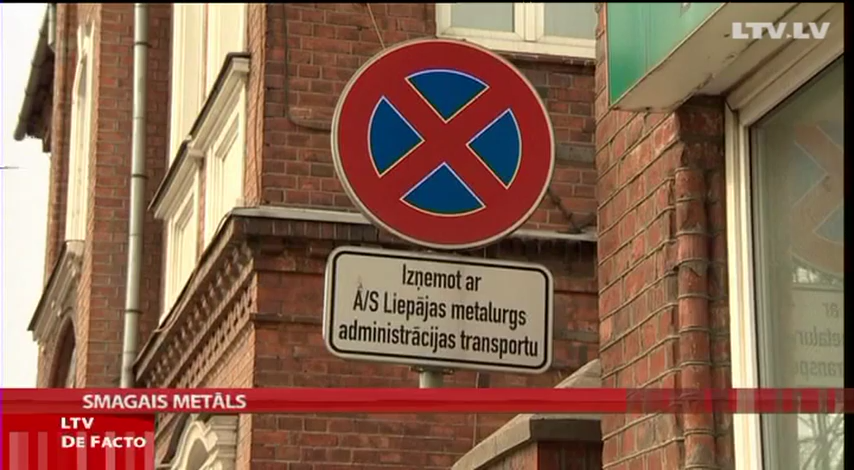 LTV.LV
Izņemot ar
A/S Liepājas metalurgs
administrācijas transportu
SMAGAIS METĀLS
LTV
DE FACTO